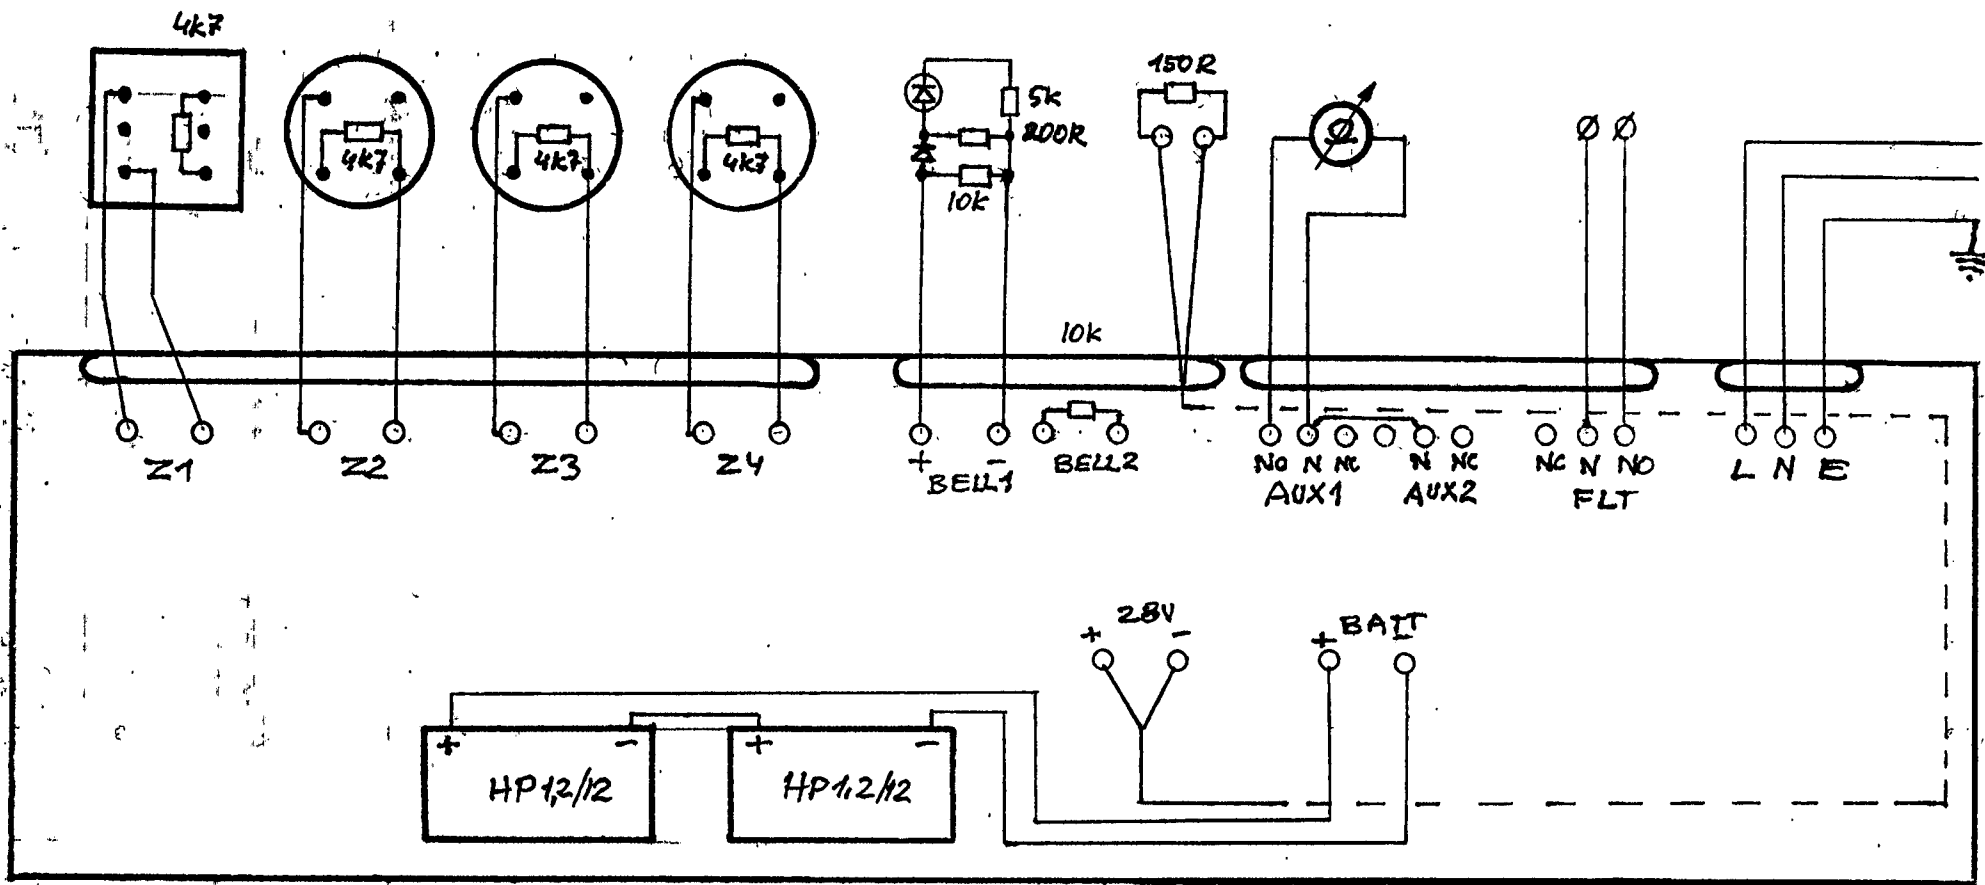 4k7
4k7
4k7
4k7
5k
200R
10k
150R
10k
Z1
Z2
Z3
Z4
+ -
BELL1
BELL2
NO N NC
AUX1
N NC
AUX2
NC N NO
FLT
L N E
+ 28V -
+ BATT -
+ -
HP1,2/12
+ -
HP1.2/12